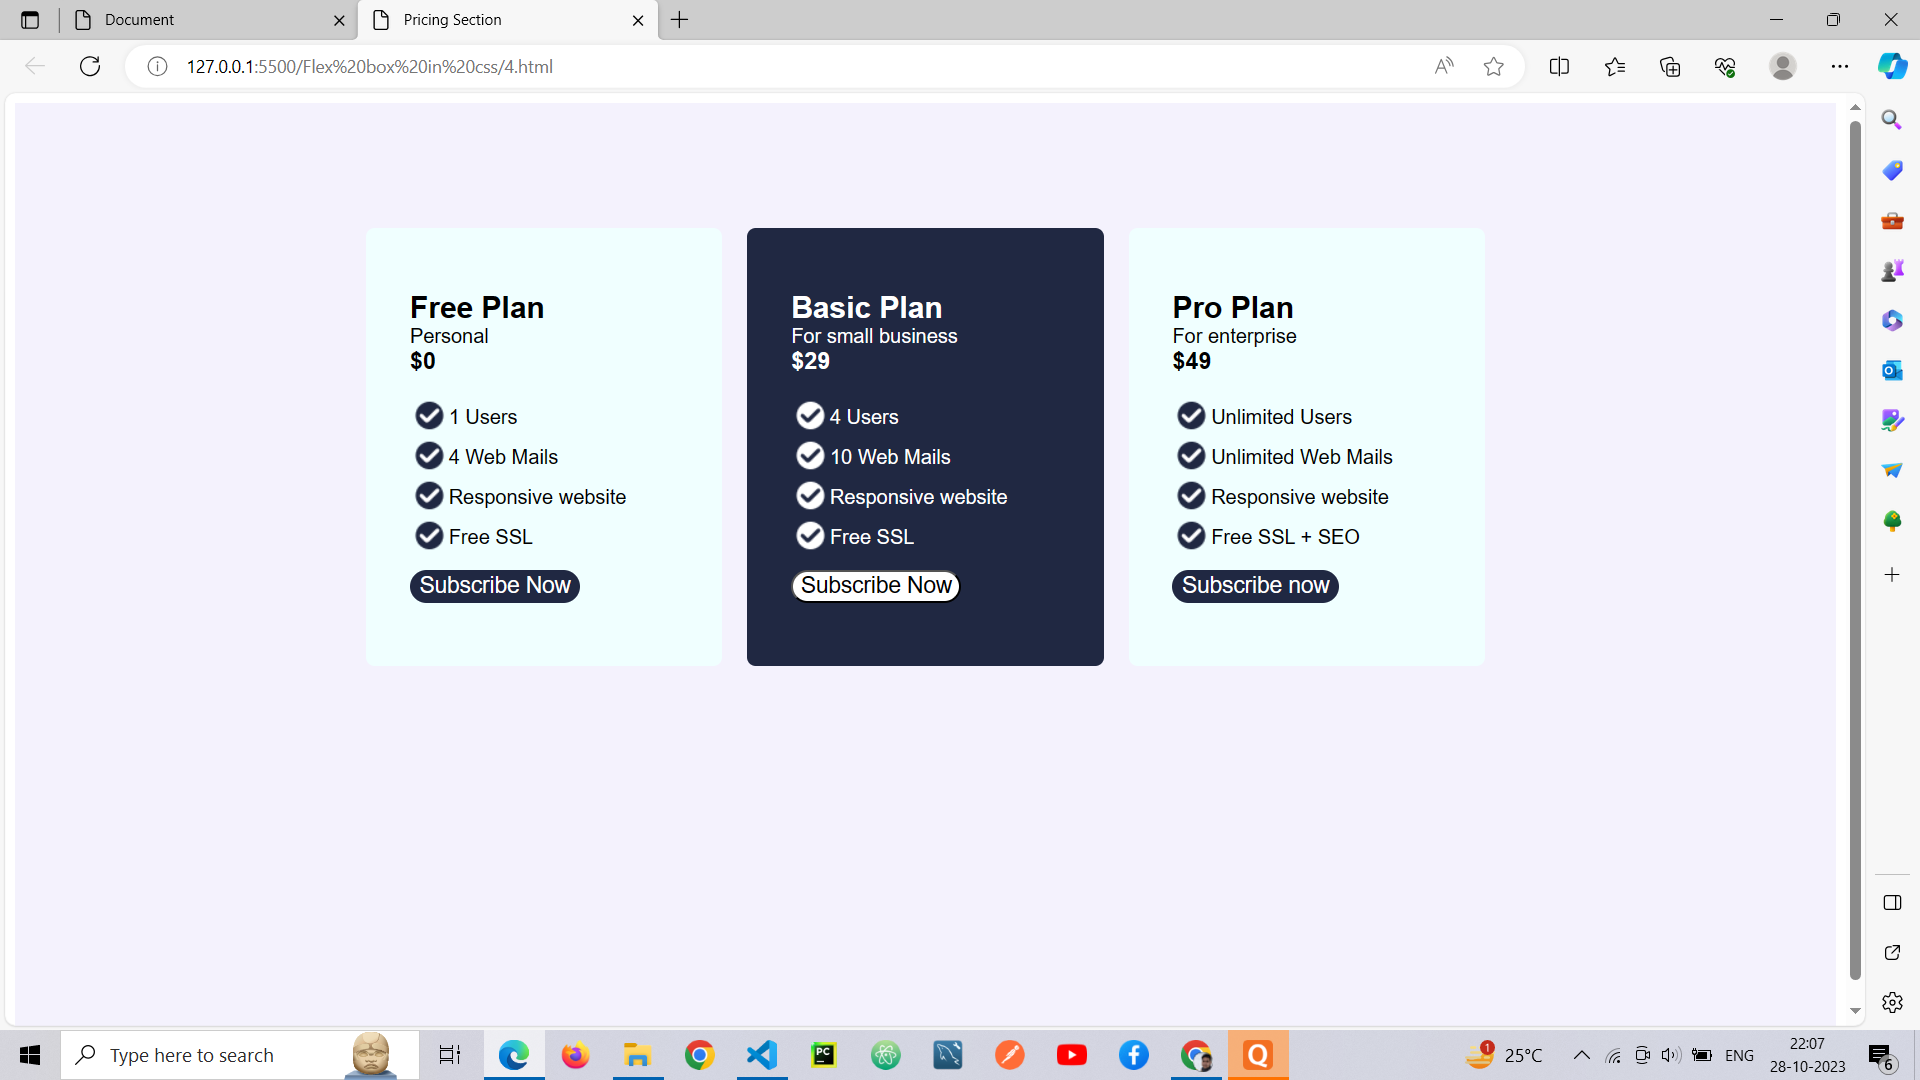 Document
Pricing Section
127.0.0.1:5500/Flex%20box%20in%20css/4.html
Free Plan
Personal
$0
1 Users
4 Web Mails
Responsive website
Free SSL
Subscribe Now
Basic Plan
For small business
$29
4 Users
10 Web Mails
Responsive website
Free SSL
Subscribe Now
Pro Plan
For enterprise
$49
Unlimited Users
Unlimited Web Mails
Responsive website
Free SSL + SEO
Subscribe now
Type here to search
PC
Q
1
25°C
ENG
22:07
28-10-2023
6